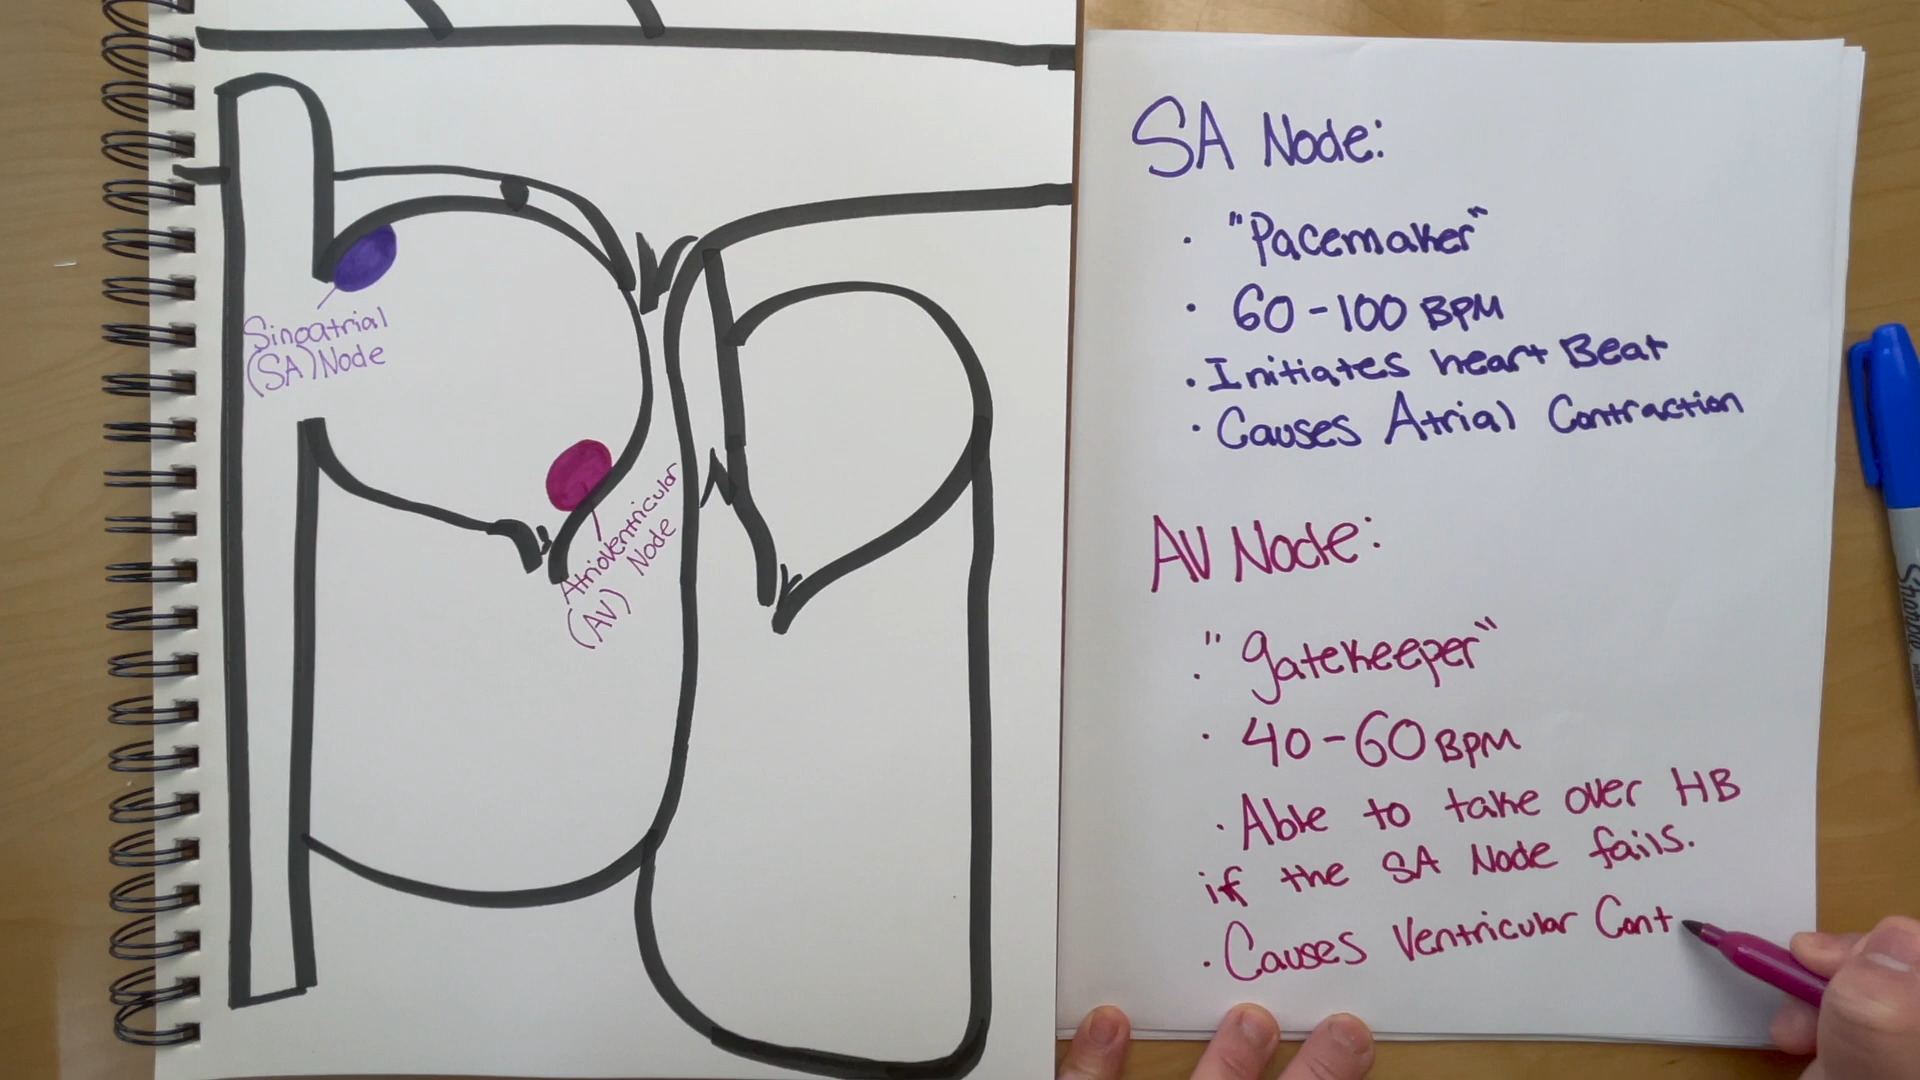 Sinoatrial
(SA) Node
Atrioventricular
(AV) Node
SA Node:
· "Pacemaker"
· 60-100 BPM
· Initiates heart Beat
· Causes Atrial Contraction
AV Node:
· "gatekeeper"
· 40-60 BPM
· Able to take over HB
if the SA Node fails.
· Causes Ventricular Cont
Sharpie